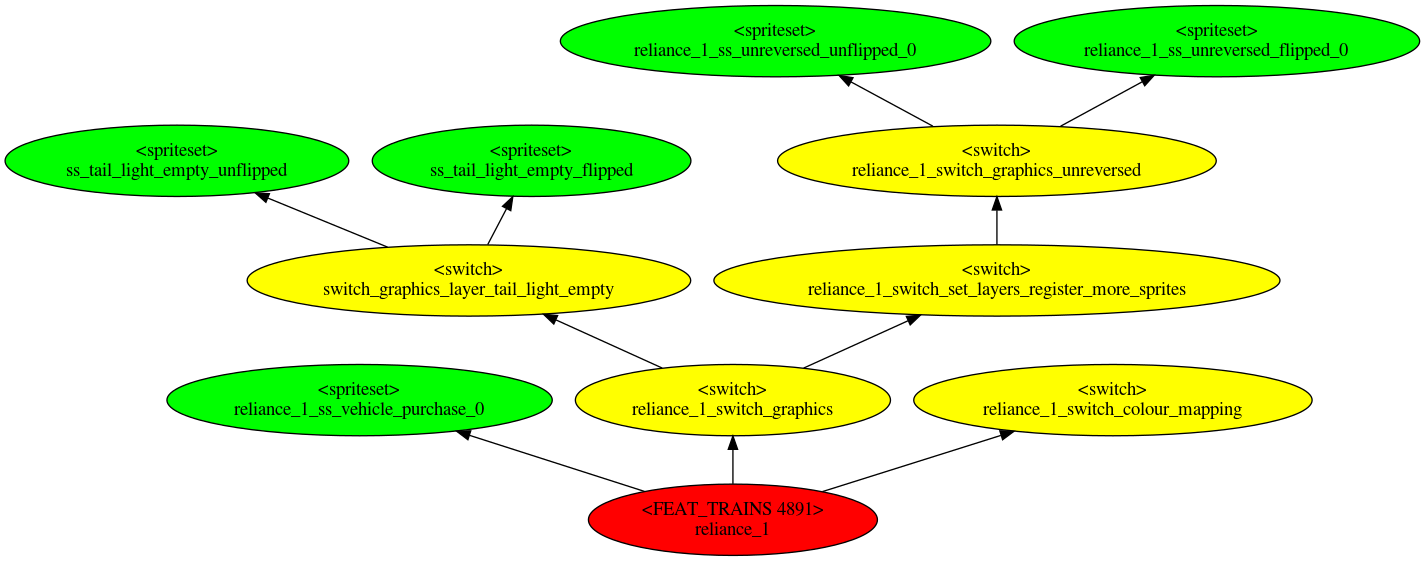 <spriteset>
reliance_1_ss_unreversed_unflipped_0
<spriteset>
reliance_1_ss_unreversed_flipped_0
<spriteset>
ss_tail_light_empty_unflipped
<spriteset>
ss_tail_light_empty_flipped
<switch>
reliance_1_switch_graphics_unreversed
<switch>
switch_graphics_layer_tail_light_empty
<switch>
reliance_1_switch_set_layers_register_more_sprites
<spriteset>
reliance_1_ss_vehicle_purchase_0
<switch>
reliance_1_switch_graphics
<switch>
reliance_1_switch_colour_mapping
<FEAT_TRAINS 4891>
reliance_1